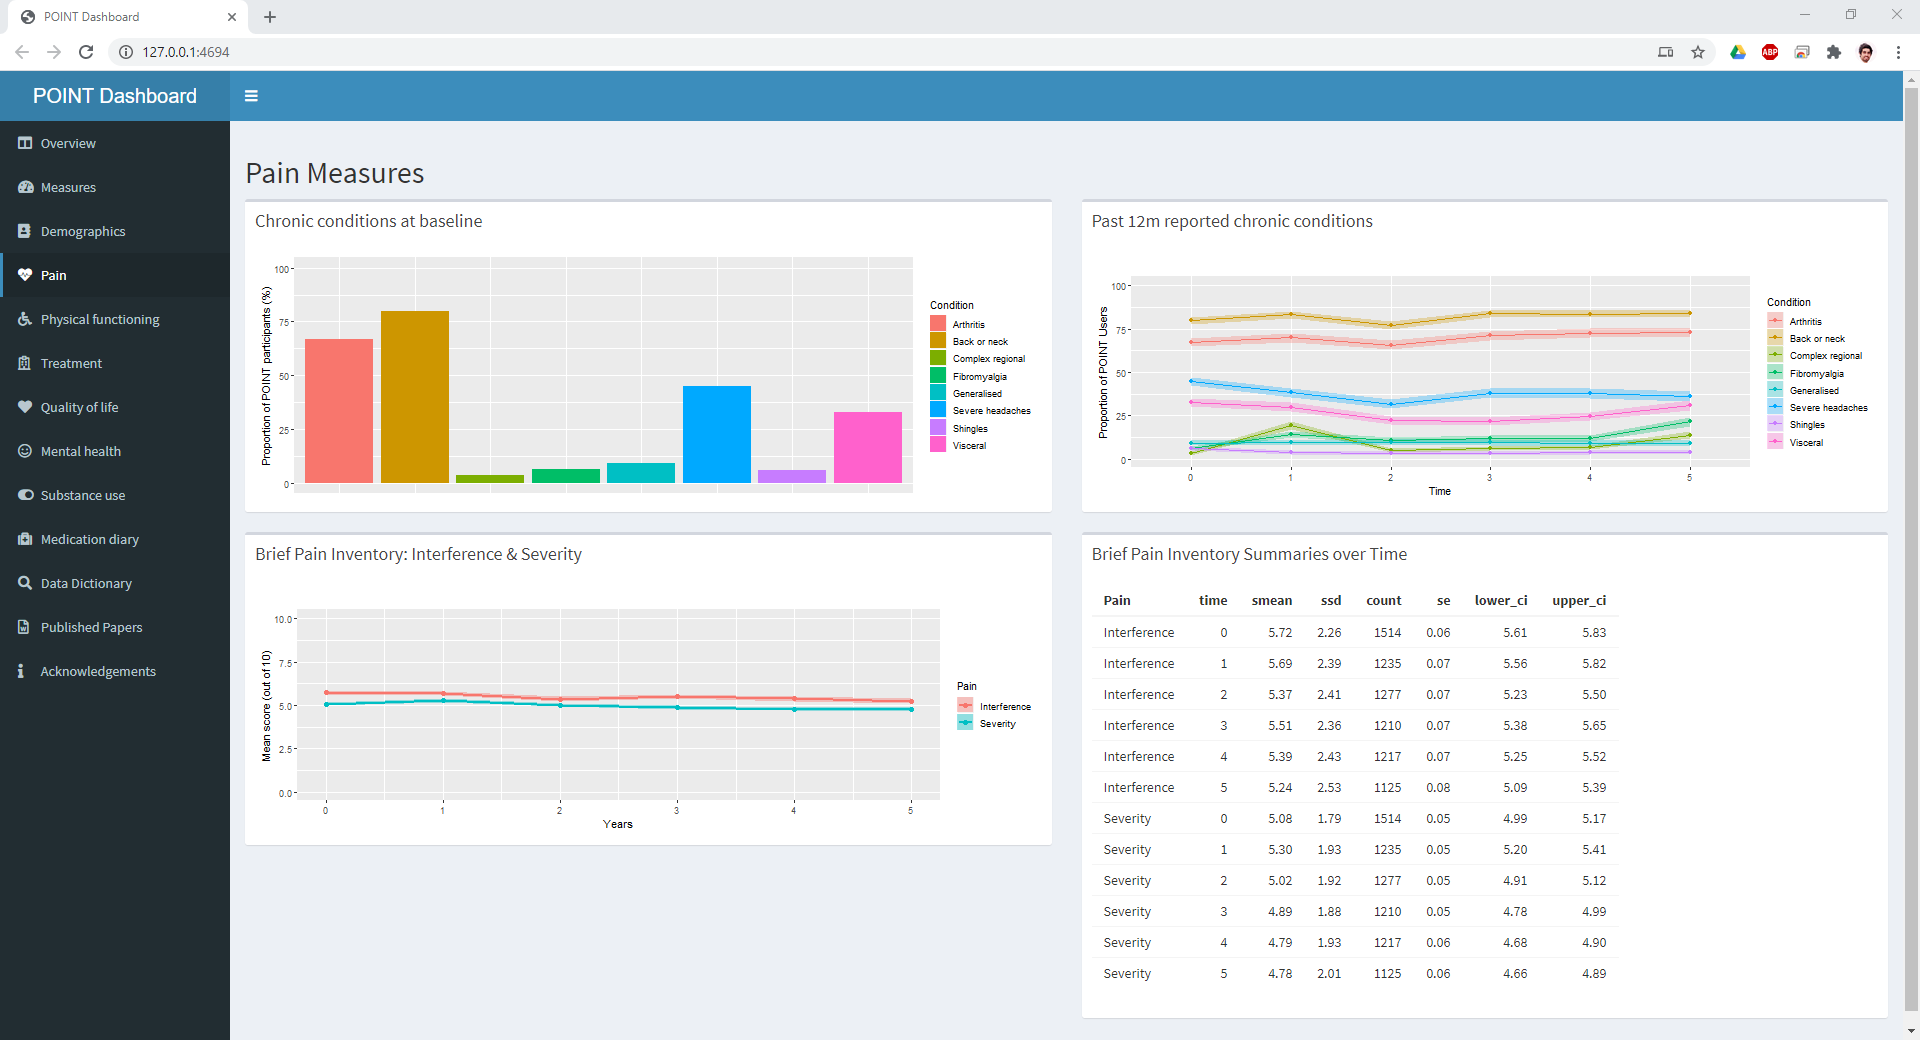 POINT Dashboard
127.0.0.1:4694
ABP
POINT Dashboard
Overview
Measures
Demographics
Pain
Physical functioning
Treatment
Quality of life
Mental health
Substance use
Medication diary
Data Dictionary
Published Papers
Acknowledgements
Pain Measures
Chronic conditions at baseline
Proportion of POINT participants (%)
100
75
50
25
0
Condition
Arthritis
Back or neck
Complex regional
Fibromyalgia
Generalised
Severe headaches
Shingles
Visceral
Past 12m reported chronic conditions
Proportion of POINT Users
100
75
50
25
0
0 1 2 3 4 5
Time
Condition
Arthritis
Back or neck
Complex regional
Fibromyalgia
Generalised
Severe headaches
Shingles
Visceral
Brief Pain Inventory: Interference & Severity
Mean score (out of 10)
10.0
7.5
5.0
2.5
0.0
0 1 2 3 4 5
Years
Pain
Interference
Severity
Brief Pain Inventory Summaries over Time
Pain time smean ssd count se lower_ci upper_ci
Interference 0 5.72 2.26 1514 0.06 5.61 5.83
Interference 1 5.69 2.39 1235 0.07 5.56 5.82
Interference 2 5.37 2.41 1277 0.07 5.23 5.50
Interference 3 5.51 2.36 1210 0.07 5.38 5.65
Interference 4 5.39 2.43 1217 0.07 5.25 5.52
Interference 5 5.24 2.53 1125 0.08 5.09 5.39
Severity 0 5.08 1.79 1514 0.05 4.99 5.17
Severity 1 5.30 1.93 1235 0.05 5.20 5.41
Severity 2 5.02 1.92 1277 0.05 4.91 5.12
Severity 3 4.89 1.88 1210 0.05 4.78 4.99
Severity 4 4.79 1.93 1217 0.06 4.68 4.90
Severity 5 4.78 2.01 1125 0.06 4.66 4.89